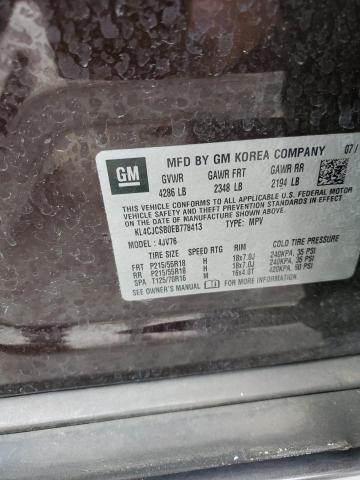 GM
MFD BY GM KOREA COMPANY 07/
GVWR GAWR FRT GAWR RR
4286 LB 2348 LB 2194 LB
THIS VEHICLE CONFORMS TO ALL APPLICABLE U.S. FEDERAL MOTOR
VEHICLE SAFETY, BUMPER, AND THEFT PREVENTION STANDARDS IN EFFECT
ON THE DATE OF MANUFACTURE SHOWN ABOVE.
KL4CJCSB0EB778413 TYPE: MPV
MODEL: 4JV76
TIRE SIZE SPEED RTG RIM COLD TIRE PRESSURE
FRT P215/55R18 H 18x7.0J 240KPA, 35 PSI
RR P215/55R18 H 18x7.0J 240KPA, 35 PSI
SPA T125/70R16 M 16x4.0T 420KPA, 60 PSI
SEE OWNER'S MANUAL FOR ADDITIONAL INFORMATION.